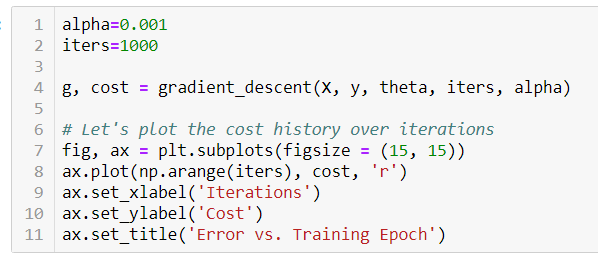 1 alpha=0.001
2 iters=1000
3
4 g, cost = gradient_descent(X, y, theta, iters, alpha)
5
6 # Let's plot the cost history over iterations
7 fig, ax = plt.subplots(figsize = (15, 15))
8 ax.plot(np.arange(iters), cost, 'r')
9 ax.set_xlabel('Iterations')
10 ax.set_ylabel('Cost')
11 ax.set_title('Error vs. Training Epoch')